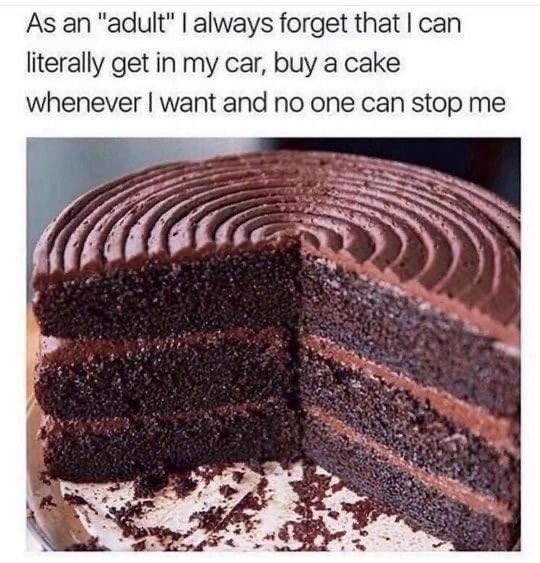 As an "adult" I always forget that I can
literally get in my car, buy a cake
whenever I want and no one can stop me